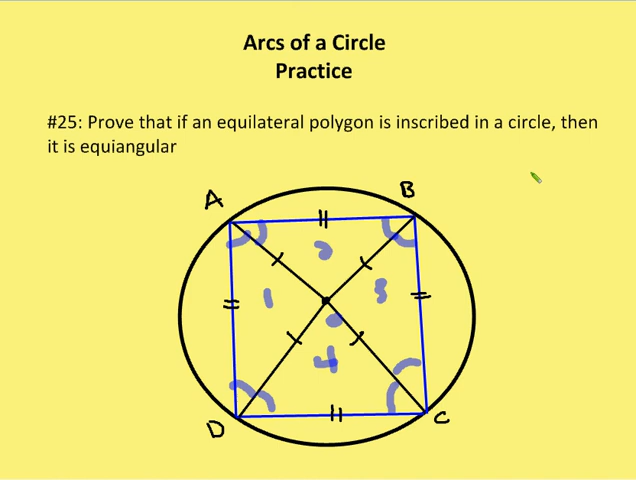 Arcs of a Circle
Practice
#25: Prove that if an equilateral polygon is inscribed in a circle, then
it is equiangular
A
B
2
1
3
4
D
C